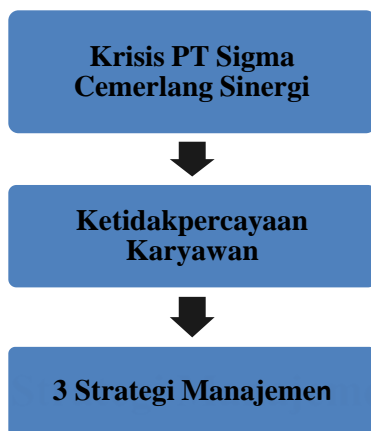 Krisis PT Sigma
Cemerlang Sinergi
Ketidakpercayaan
Karyawan
3 Strategi Manajemen